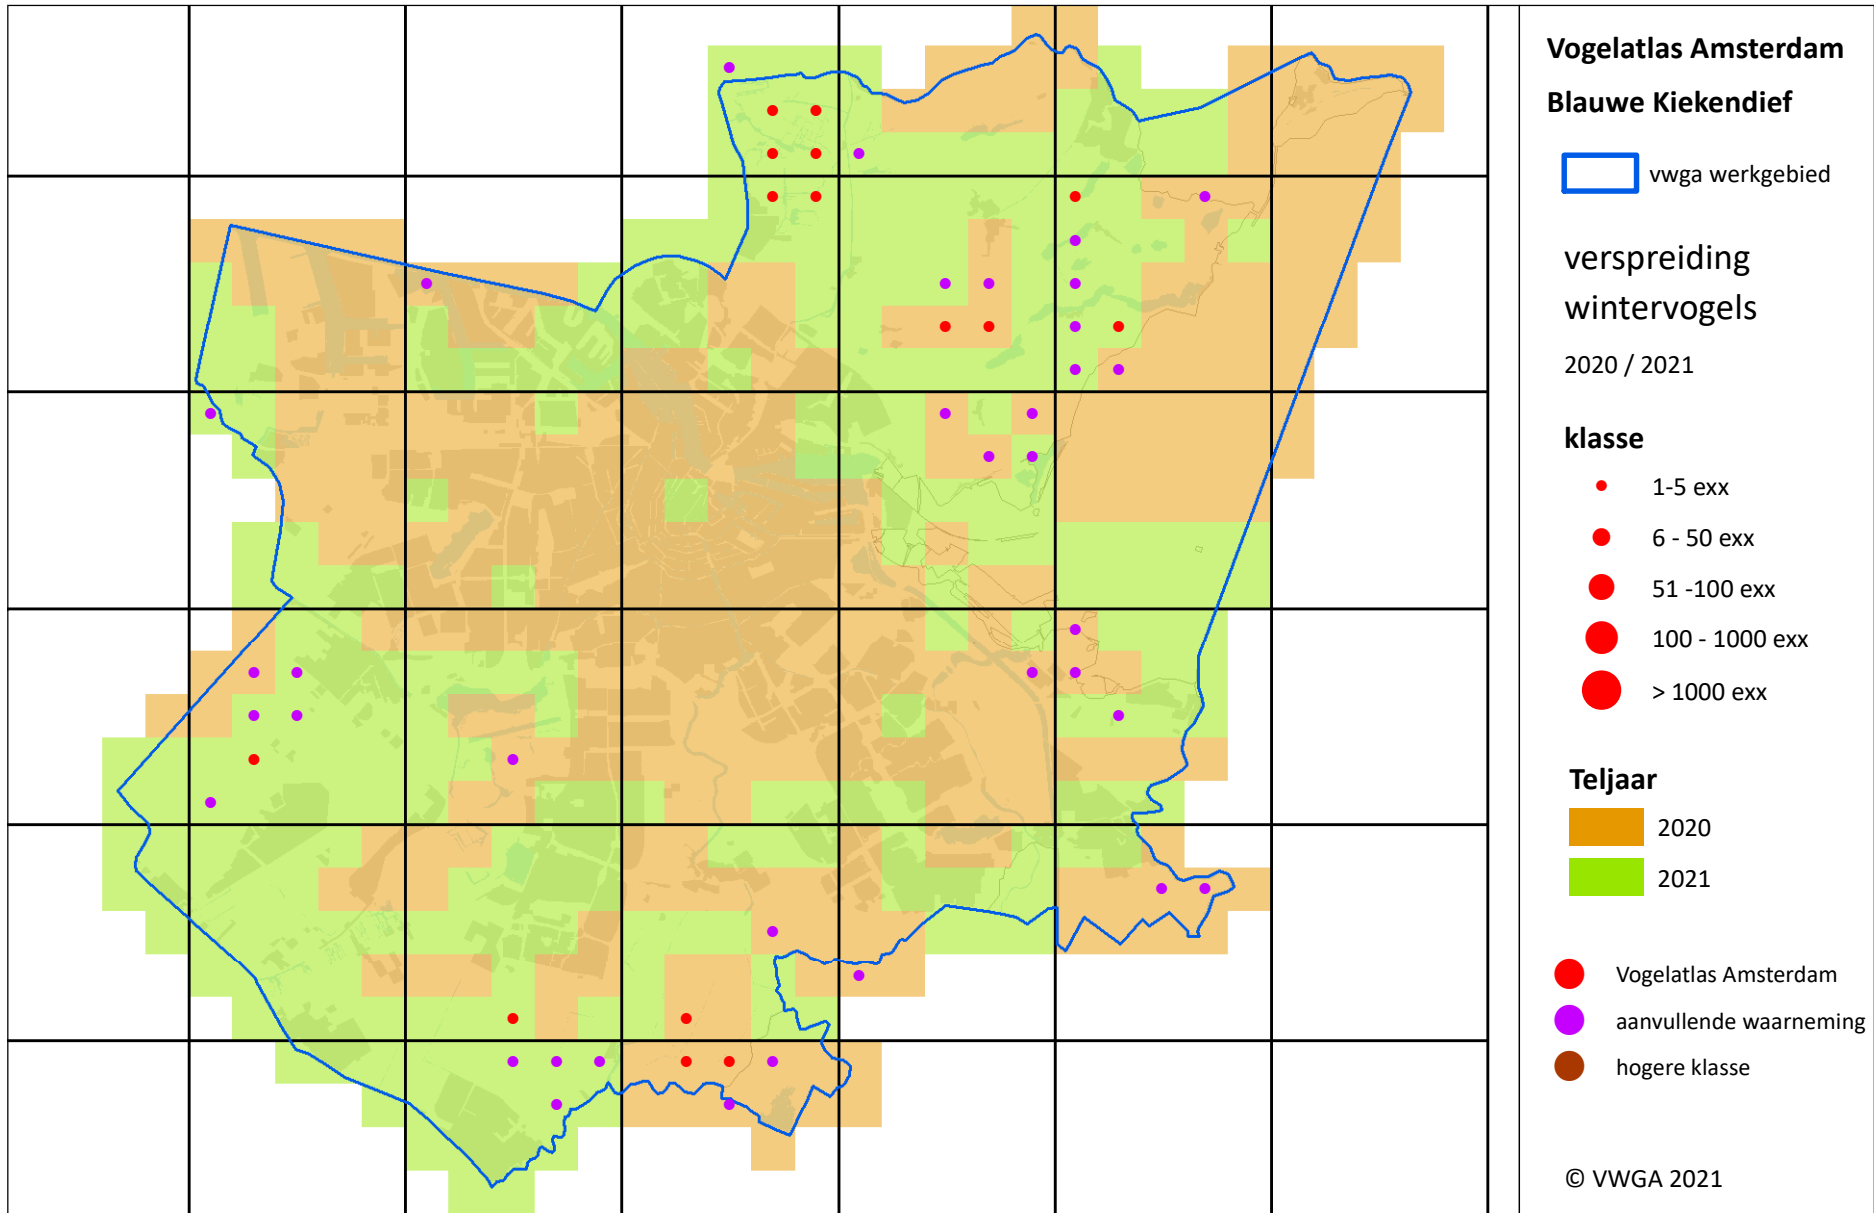 Vogelatlas Amsterdam
Blauwe Kiekendief
vwga werkgebied
verspreiding
wintervogels
2020 / 2021
klasse
1-5 exx
6 - 50 exx
51 -100 exx
100 - 1000 exx
> 1000 exx
Teljaar
2020
2021
Vogelatlas Amsterdam
aanvullende waarneming
hogere klasse
© VWGA 2021